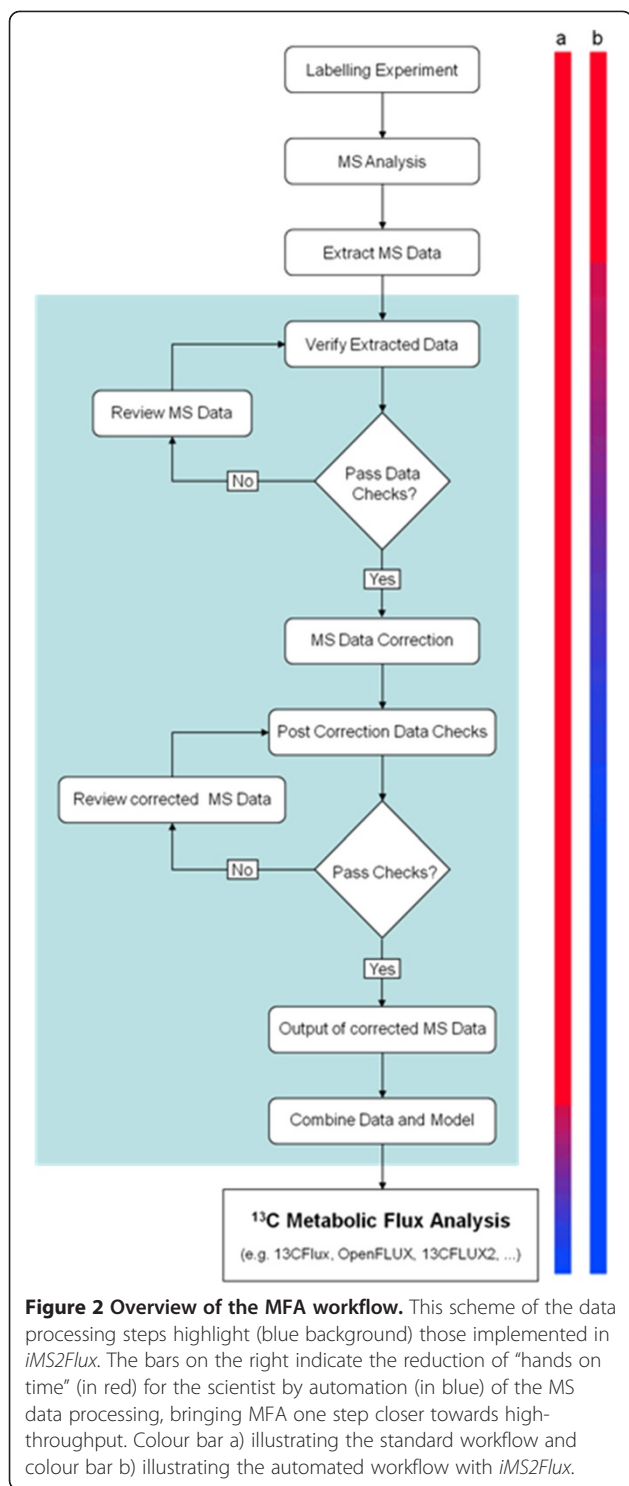 a b
Labelling Experiment
MS Analysis
Extract MS Data
Verify Extracted Data
Review MS Data
Pass Data
Checks?
No
Yes
MS Data Correction
Post Correction Data Checks
Review corrected MS Data
Pass Checks?
No
Yes
Output of corrected MS Data
Combine Data and Model
¹³C Metabolic Flux Analysis
(e.g. 13CFlux, OpenFLUX, 13CFLUX2, ...)
Figure 2 Overview of the MFA workflow. This scheme of the data
processing steps highlight (blue background) those implemented in
iMS2Flux. The bars on the right indicate the reduction of “hands on
time” (in red) for the scientist by automation (in blue) of the MS
data processing, bringing MFA one step closer towards high-
throughput. Colour bar a) illustrating the standard workflow and
colour bar b) illustrating the automated workflow with iMS2Flux.